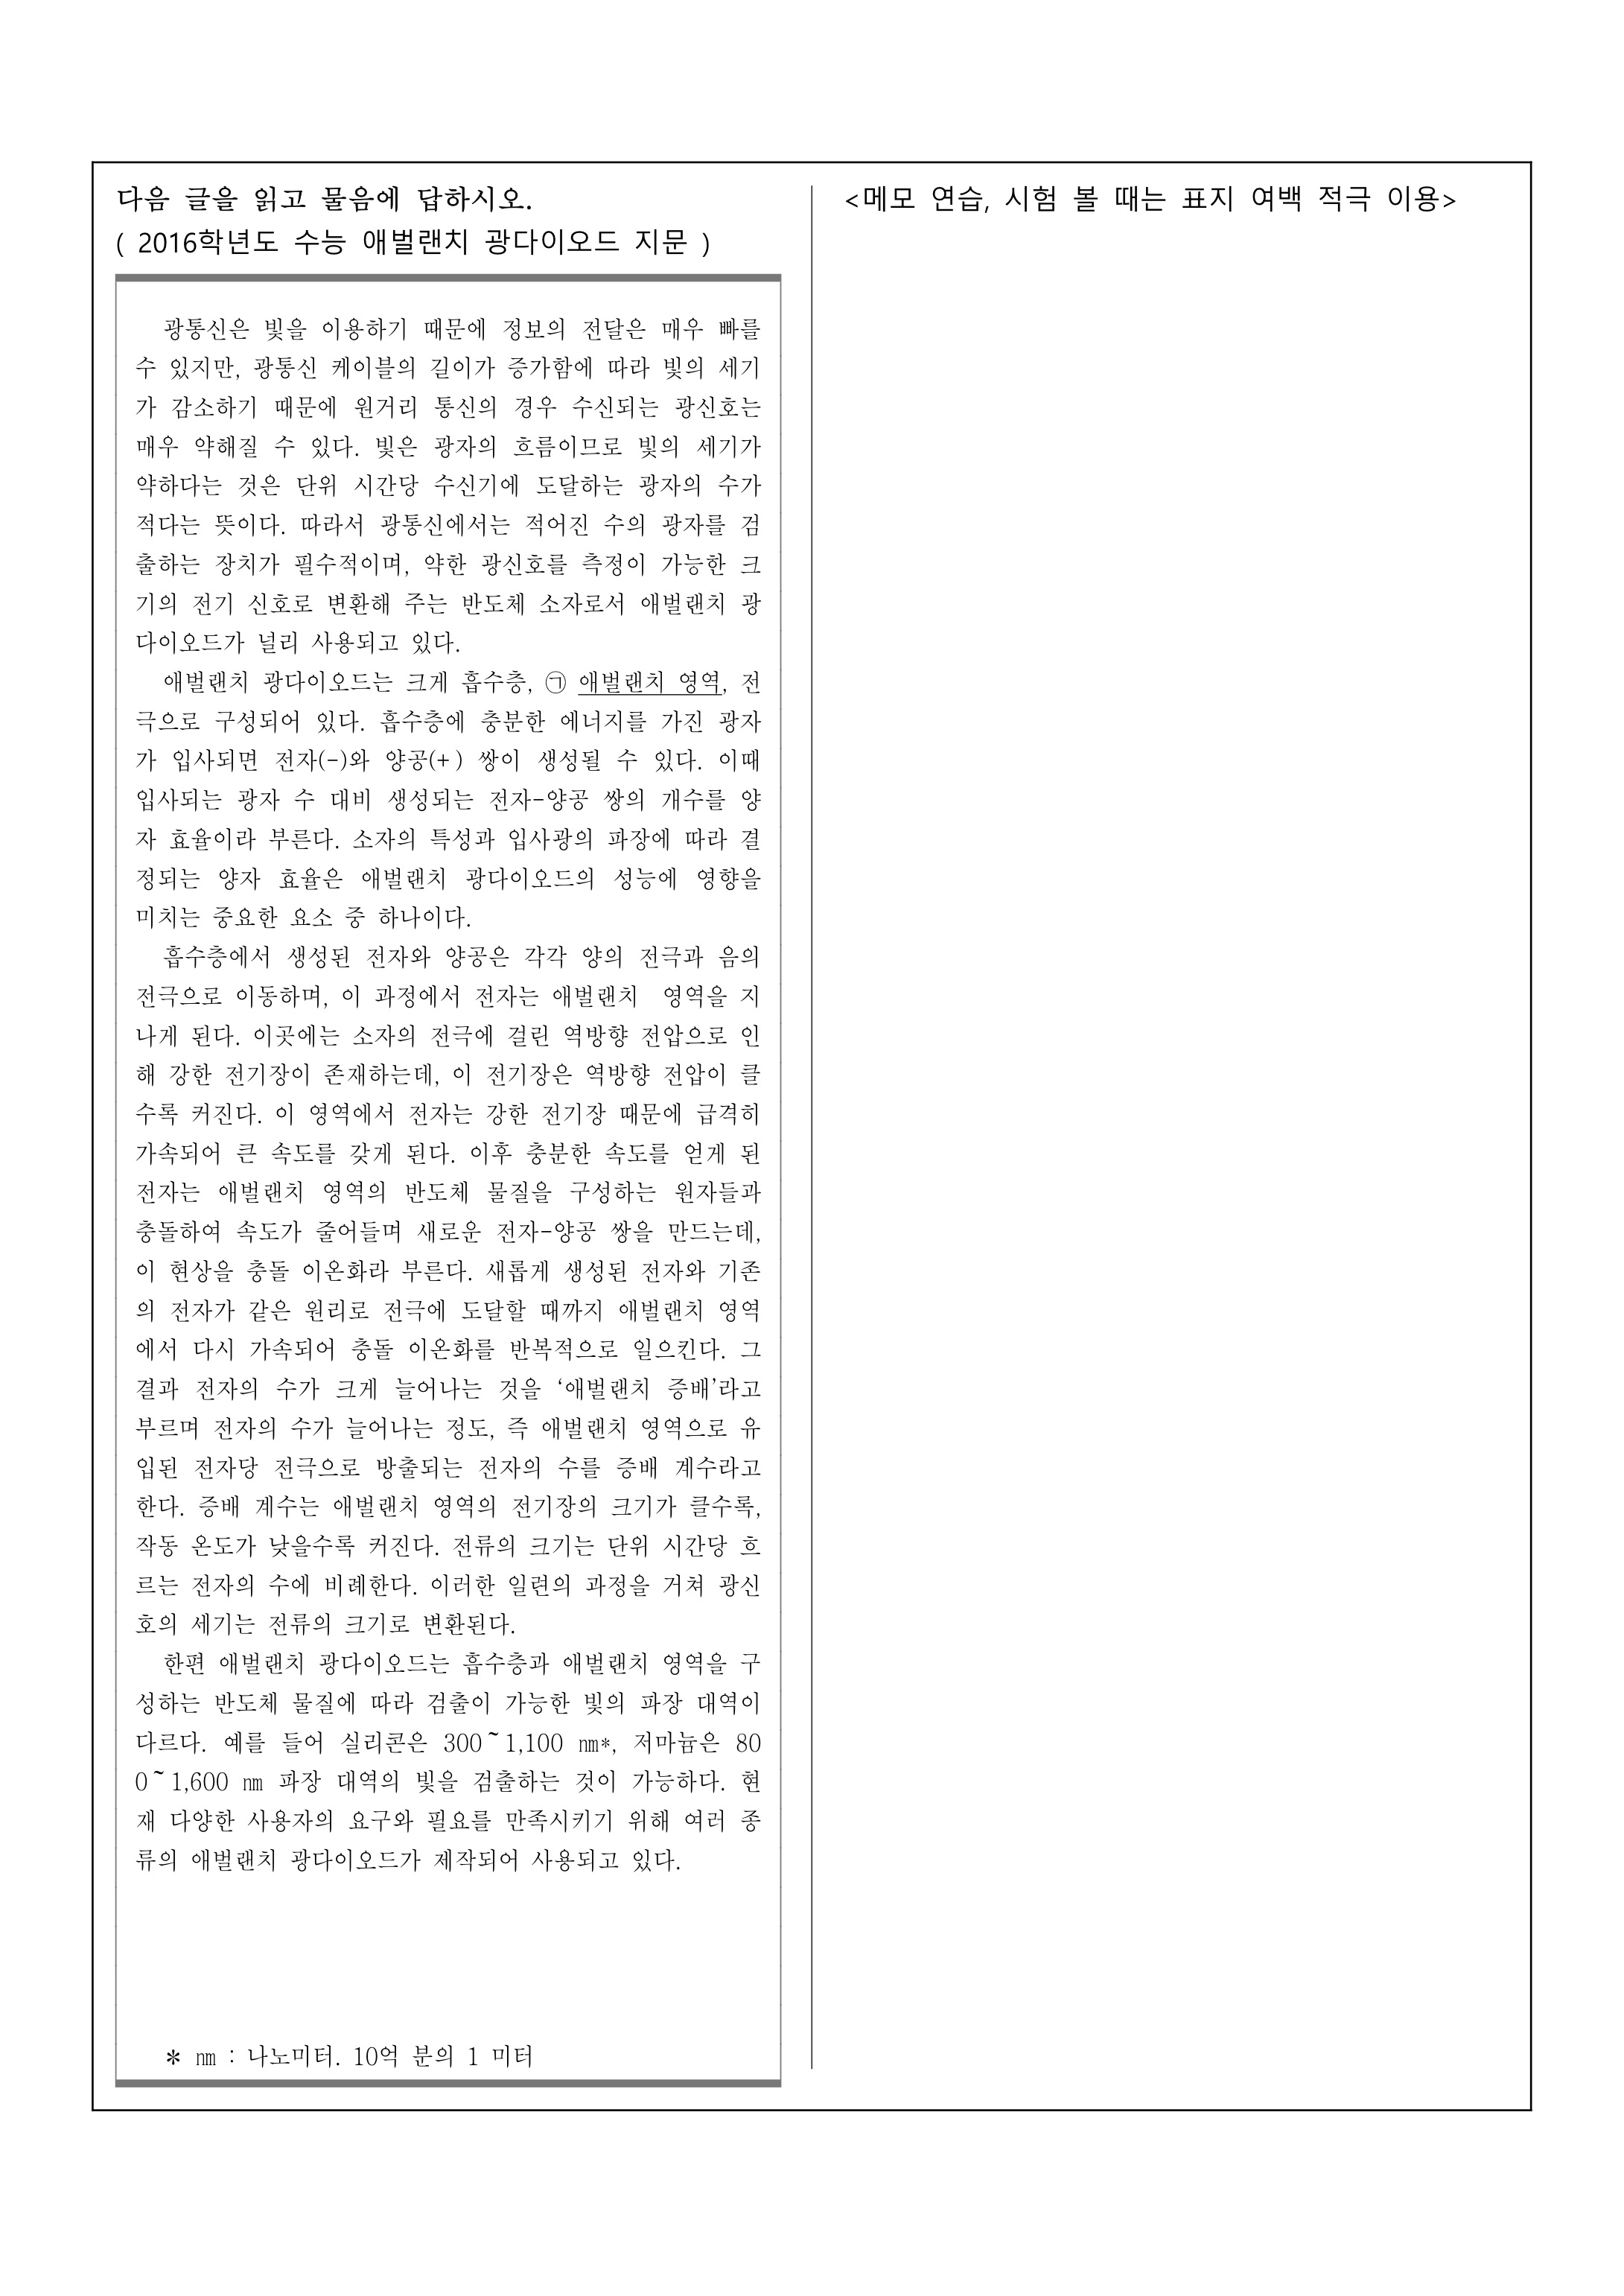 다음 글을 읽고 물음에 답하시오.
( 2016학년도 수능 애벌랜치 광다이오드 지문 )
광통신은 빛을 이용하기 때문에 정보의 전달은 매우 빠를
수 있지만, 광통신 케이블의 길이가 증가함에 따라 빛의 세기
가 감소하기 때문에 원거리 통신의 경우 수신되는 광신호는
매우 약해질 수 있다. 빛은 광자의 흐름이므로 빛의 세기가
약하다는 것은 단위 시간당 수신기에 도달하는 광자의 수가
적다는 뜻이다. 따라서 광통신에서는 적어진 수의 광자를 검
출하는 장치가 필수적이며, 약한 광신호를 측정이 가능한 크
기의 전기 신호로 변환해 주는 반도체 소자로서 애벌랜치 광
다이오드가 널리 사용되고 있다.
애벌랜치 광다이오드는 크게 흡수층, ㉠ 애벌랜치 영역, 전
극으로 구성되어 있다. 흡수층에 충분한 에너지를 가진 광자
가 입사되면 전자(-)와 양공(+) 쌍이 생성될 수 있다. 이때
입사되는 광자 수 대비 생성되는 전자-양공 쌍의 개수를 양
자 효율이라 부른다. 소자의 특성과 입사광의 파장에 따라 결
정되는 양자 효율은 애벌랜치 광다이오드의 성능에 영향을
미치는 중요한 요소 중 하나이다.
흡수층에서 생성된 전자와 양공은 각각 양의 전극과 음의
전극으로 이동하며, 이 과정에서 전자는 애벌랜치 영역을 지
나게 된다. 이곳에는 소자의 전극에 걸린 역방향 전압으로 인
해 강한 전기장이 존재하는데, 이 전기장은 역방향 전압이 클
수록 커진다. 이 영역에서 전자는 강한 전기장 때문에 급격히
가속되어 큰 속도를 갖게 된다. 이후 충분한 속도를 얻게 된
전자는 애벌랜치 영역의 반도체 물질을 구성하는 원자들과
충돌하여 속도가 줄어들며 새로운 전자-양공 쌍을 만드는데,
이 현상을 충돌 이온화라 부른다. 새롭게 생성된 전자와 기존
의 전자가 같은 원리로 전극에 도달할 때까지 애벌랜치 영역
에서 다시 가속되어 충돌 이온화를 반복적으로 일으킨다. 그
결과 전자의 수가 크게 늘어나는 것을 ‘애벌랜치 증배’라고
부르며 전자의 수가 늘어나는 정도, 즉 애벌랜치 영역으로 유
입된 전자당 전극으로 방출되는 전자의 수를 증배 계수라고
한다. 증배 계수는 애벌랜치 영역의 전기장의 크기가 클수록,
작동 온도가 낮을수록 커진다. 전류의 크기는 단위 시간당 흐
르는 전자의 수에 비례한다. 이러한 일련의 과정을 거쳐 광신
호의 세기는 전류의 크기로 변환된다.
한편 애벌랜치 광다이오드는 흡수층과 애벌랜치 영역을 구
성하는 반도체 물질에 따라 검출이 가능한 빛의 파장 대역이
다르다. 예를 들어 실리콘은 300~1,100 ㎚*, 저마늄은 80
0~1,600 ㎚ 파장 대역의 빛을 검출하는 것이 가능하다. 현
재 다양한 사용자의 요구와 필요를 만족시키기 위해 여러 종
류의 애벌랜치 광다이오드가 제작되어 사용되고 있다.
* ㎚ : 나노미터. 10억 분의 1 미터
<메모 연습, 시험 볼 때는 표지 여백 적극 이용>